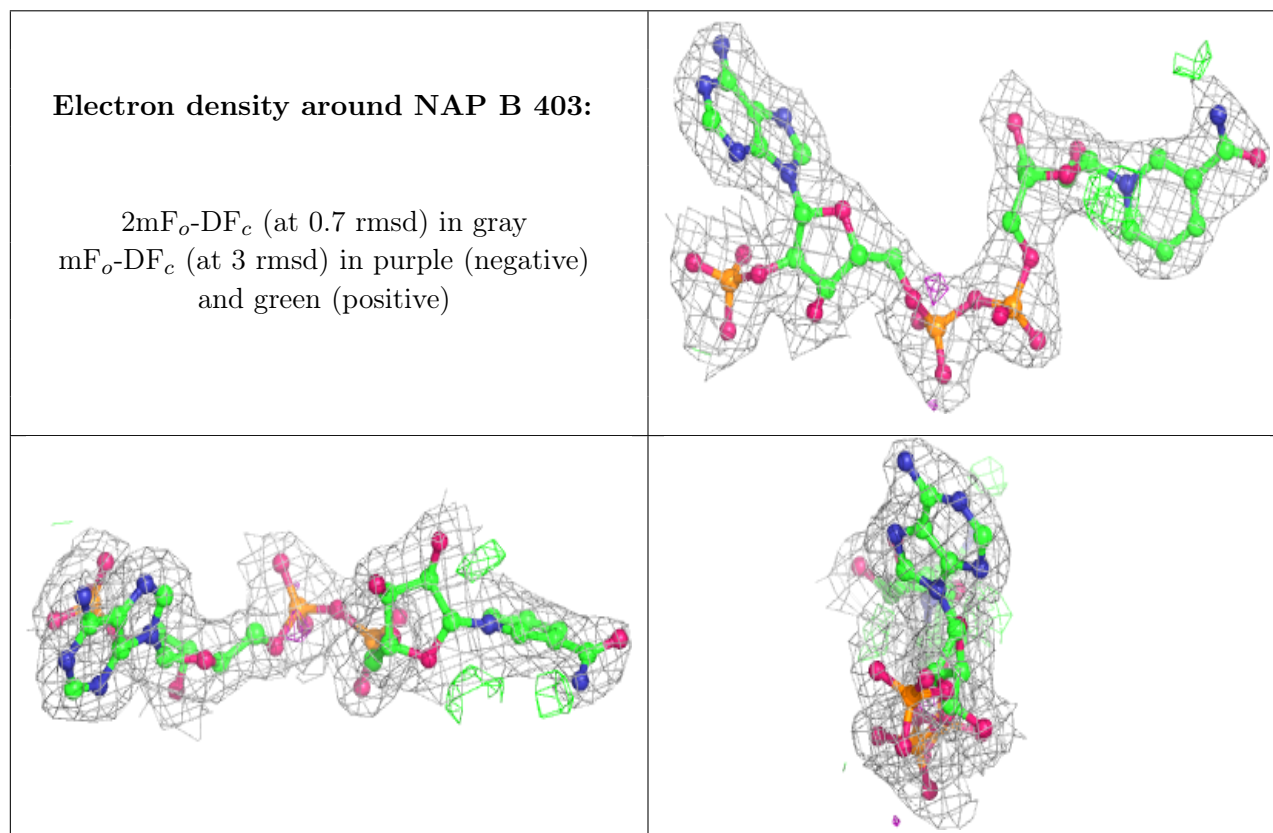 Electron density around NAP B 403:
2mFo-DFc (at 0.7 rmsd) in gray
mFo-DFc (at 3 rmsd) in purple (negative)
and green (positive)